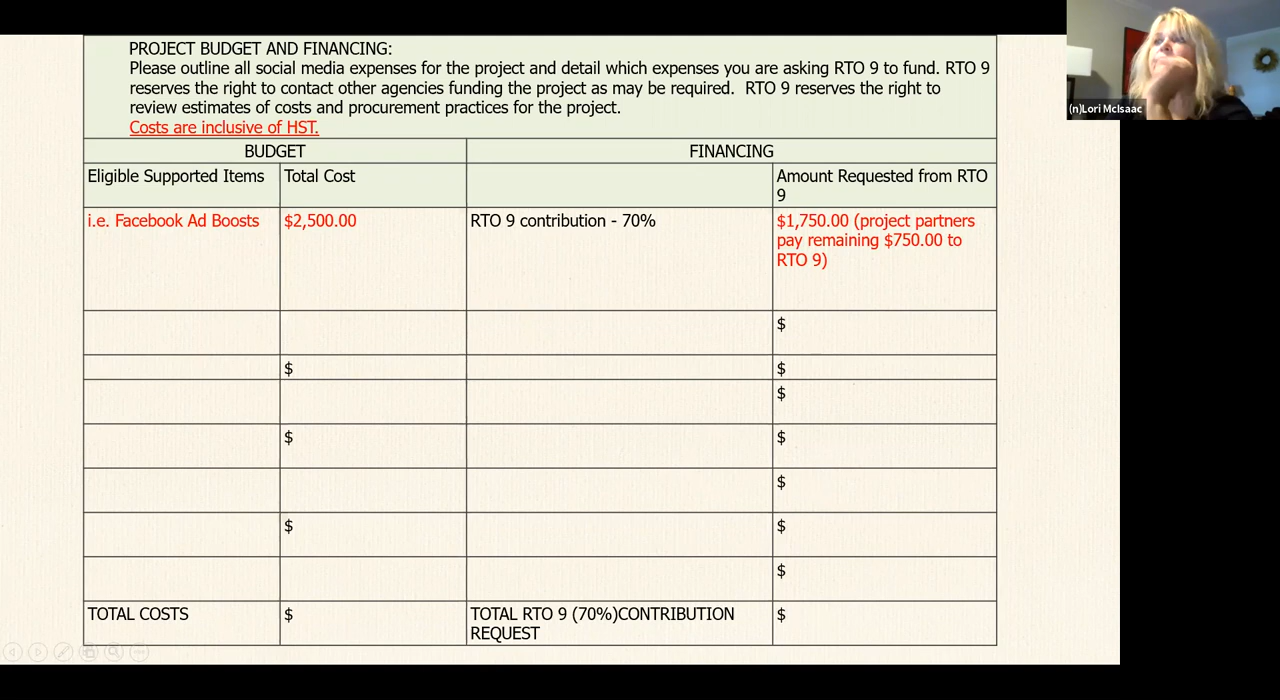 PROJECT BUDGET AND FINANCING:
Please outline all social media expenses for the project and detail which expenses you are asking RTO 9 to fund. RTO 9
reserves the right to contact other agencies funding the project as may be required.  RTO 9 reserves the right to
review estimates of costs and procurement practices for the project.
Costs are inclusive of HST.
(n)Lori McIsaac
BUDGET
FINANCING
Eligible Supported Items
Total Cost
Amount Requested from RTO
9
i.e. Facebook Ad Boosts
$2,500.00
RTO 9 contribution - 70%
$1,750.00 (project partners
pay remaining $750.00 to
RTO 9)
$
$
$
$
$
$
$
$
$
$
TOTAL COSTS
$
TOTAL RTO 9 (70%)CONTRIBUTION
REQUEST
$